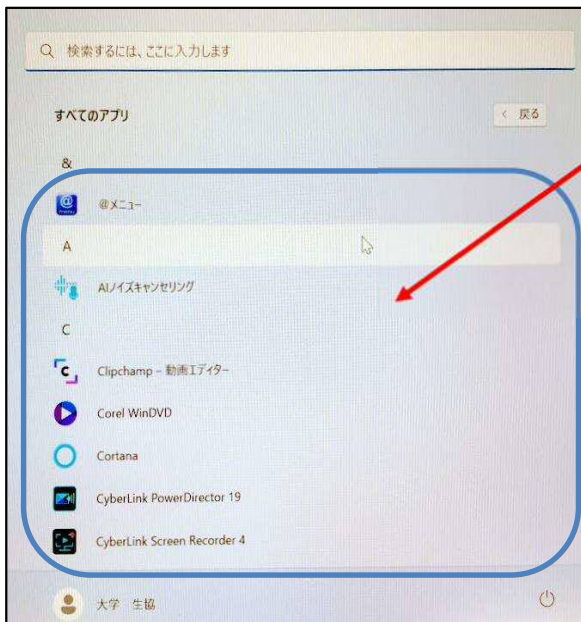 検索するには、ここに入力します
すべてのアプリ
< 戻る
&
@メニュー
A
AIノイズキャンセリング
C
Clipchamp – 動画エディター
Corel WinDVD
Cortana
CyberLink PowerDirector 19
CyberLink Screen Recorder 4
大学 生協